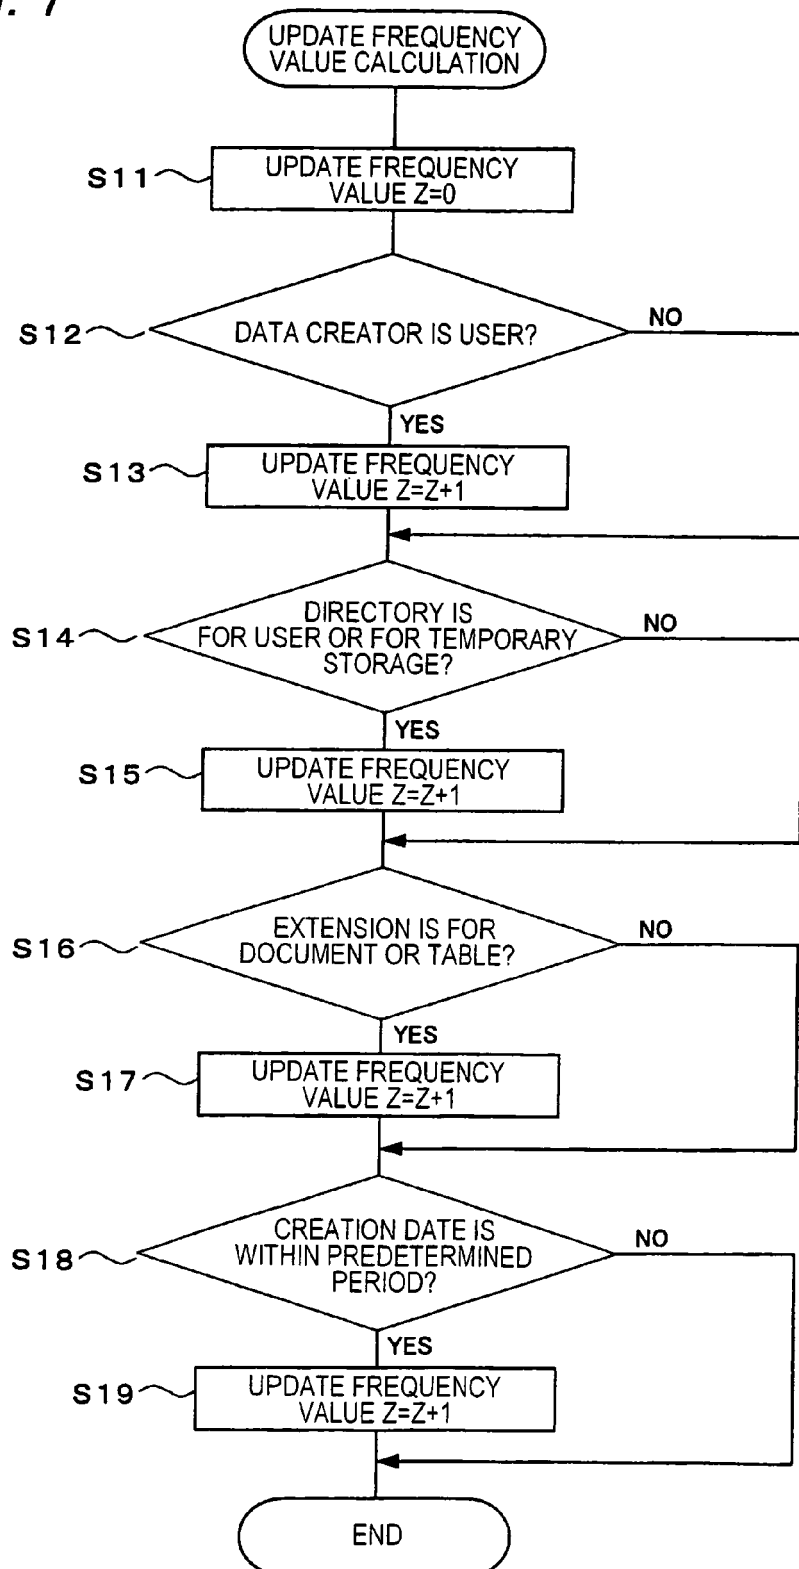 UPDATE FREQUENCY
VALUE CALCULATION
S11
UPDATE FREQUENCY
VALUE Z=0
S12
DATA CREATOR IS USER?
NO
YES
S13
UPDATE FREQUENCY
VALUE Z=Z+1
S14
DIRECTORY IS
FOR USER OR FOR TEMPORARY
STORAGE?
NO
YES
S15
UPDATE FREQUENCY
VALUE Z=Z+1
S16
EXTENSION IS FOR
DOCUMENT OR TABLE?
NO
YES
S17
UPDATE FREQUENCY
VALUE Z=Z+1
S18
CREATION DATE IS
WITHIN PREDETERMINED
PERIOD?
NO
YES
S19
UPDATE FREQUENCY
VALUE Z=Z+1
END